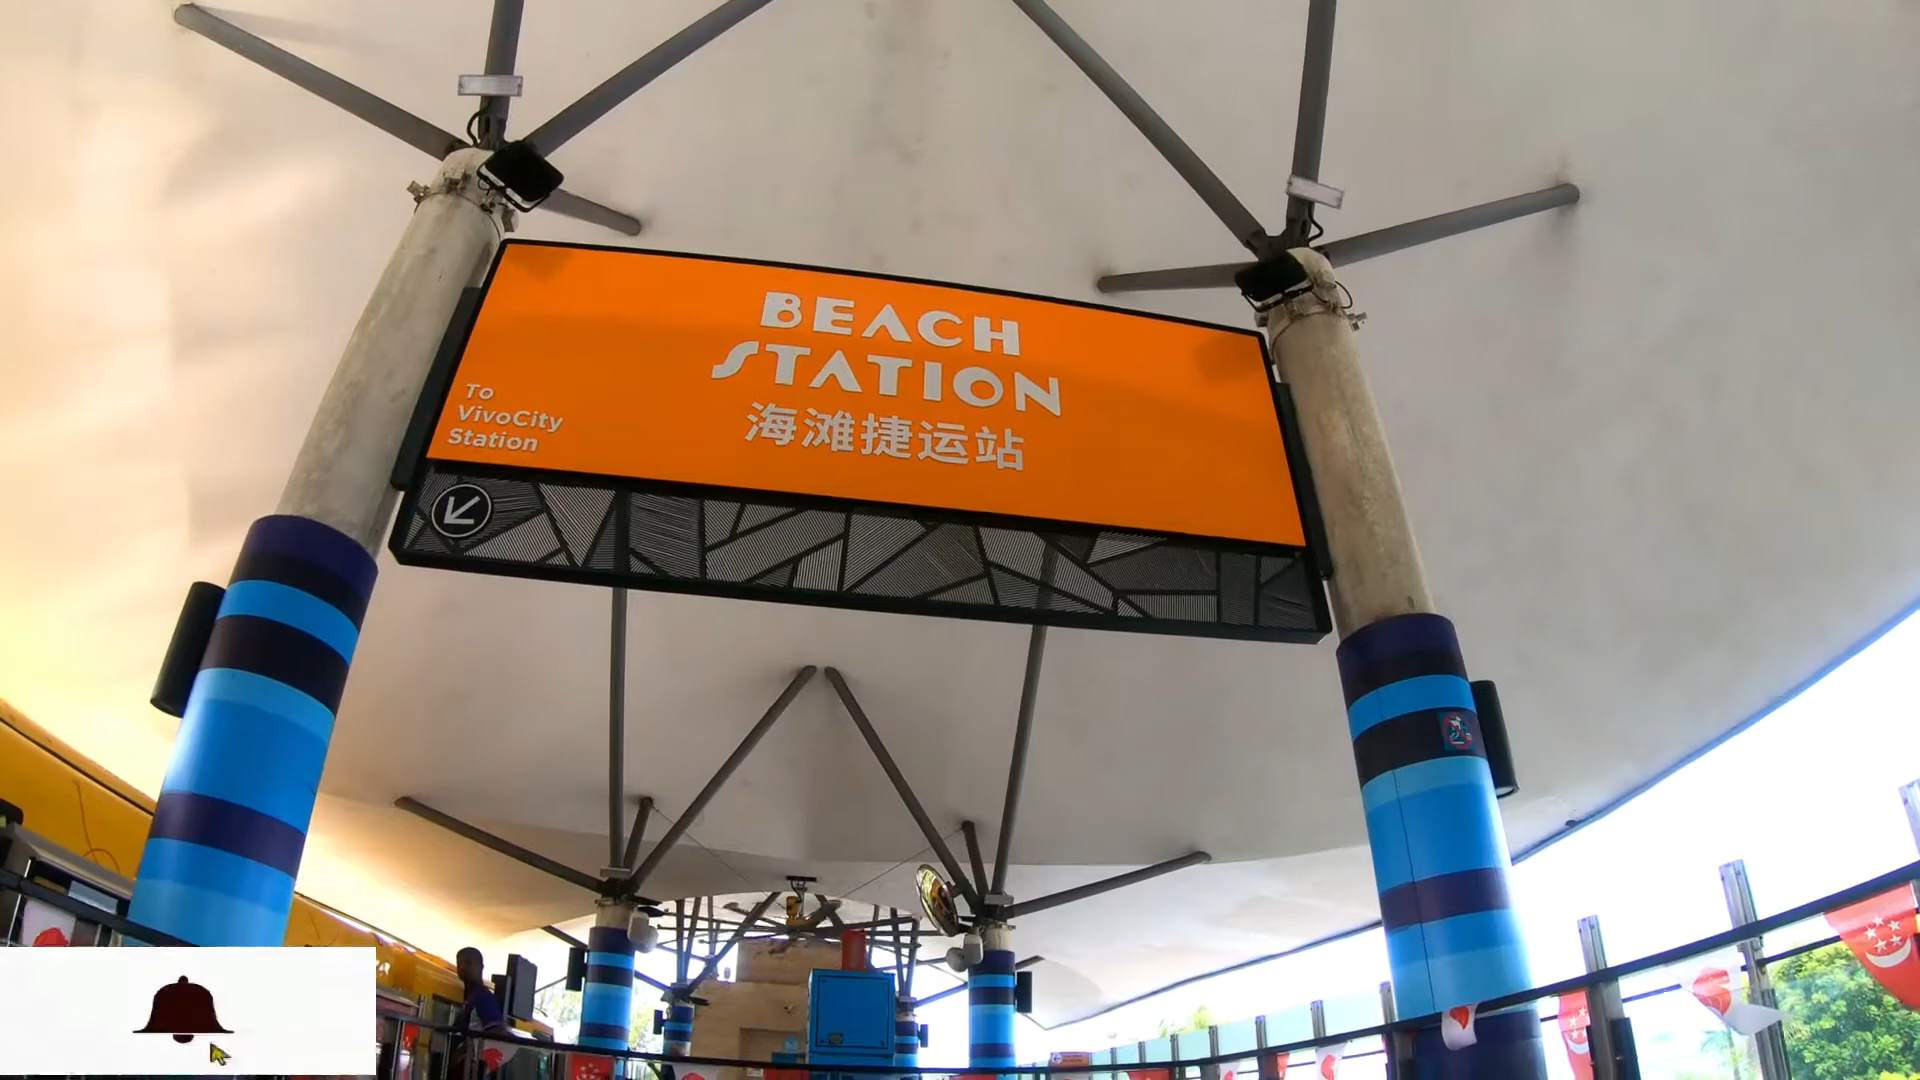 BEACH
STATION
海滩捷运站
To
VivoCity
Station